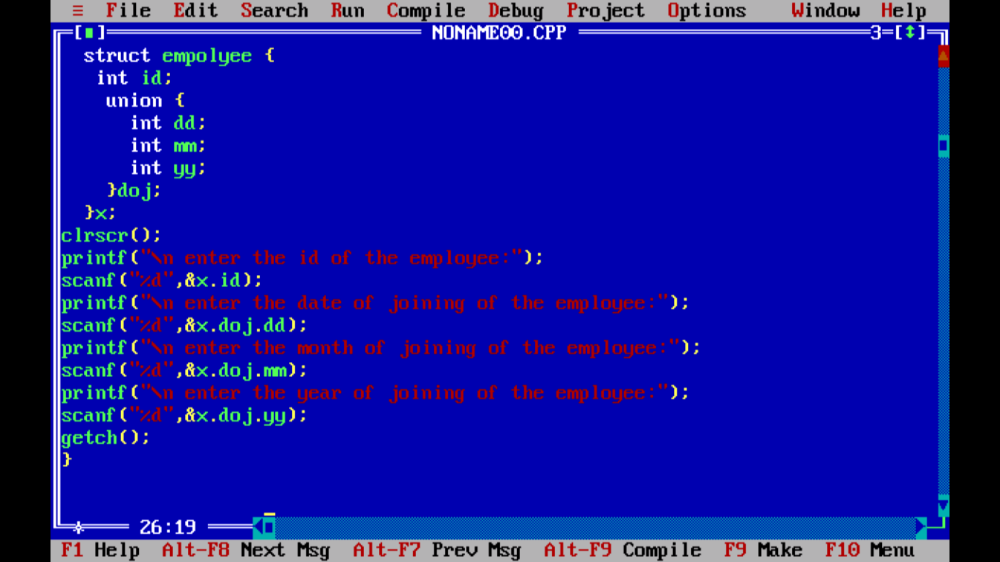 ≡ File Edit Search Run Compile Debug Project Options Window Help
[■] NONAME00.CPP 3=[↕]
struct empolyee {
int id;
union {
int dd;
int mm;
int yy;
}doj;
}x;
clrscr();
printf("\n enter the id of the employee:");
scanf("%d",&x.id);
printf("\n enter the date of joining of the employee:");
scanf("%d",&x.doj.dd);
printf("\n enter the month of joining of the employee:");
scanf("%d",&x.doj.mm);
printf("\n enter the year of joining of the employee:");
scanf("%d",&x.doj.yy);
getch();
}
26:19
F1 Help Alt-F8 Next Msg Alt-F7 Prev Msg Alt-F9 Compile F9 Make F10 Menu